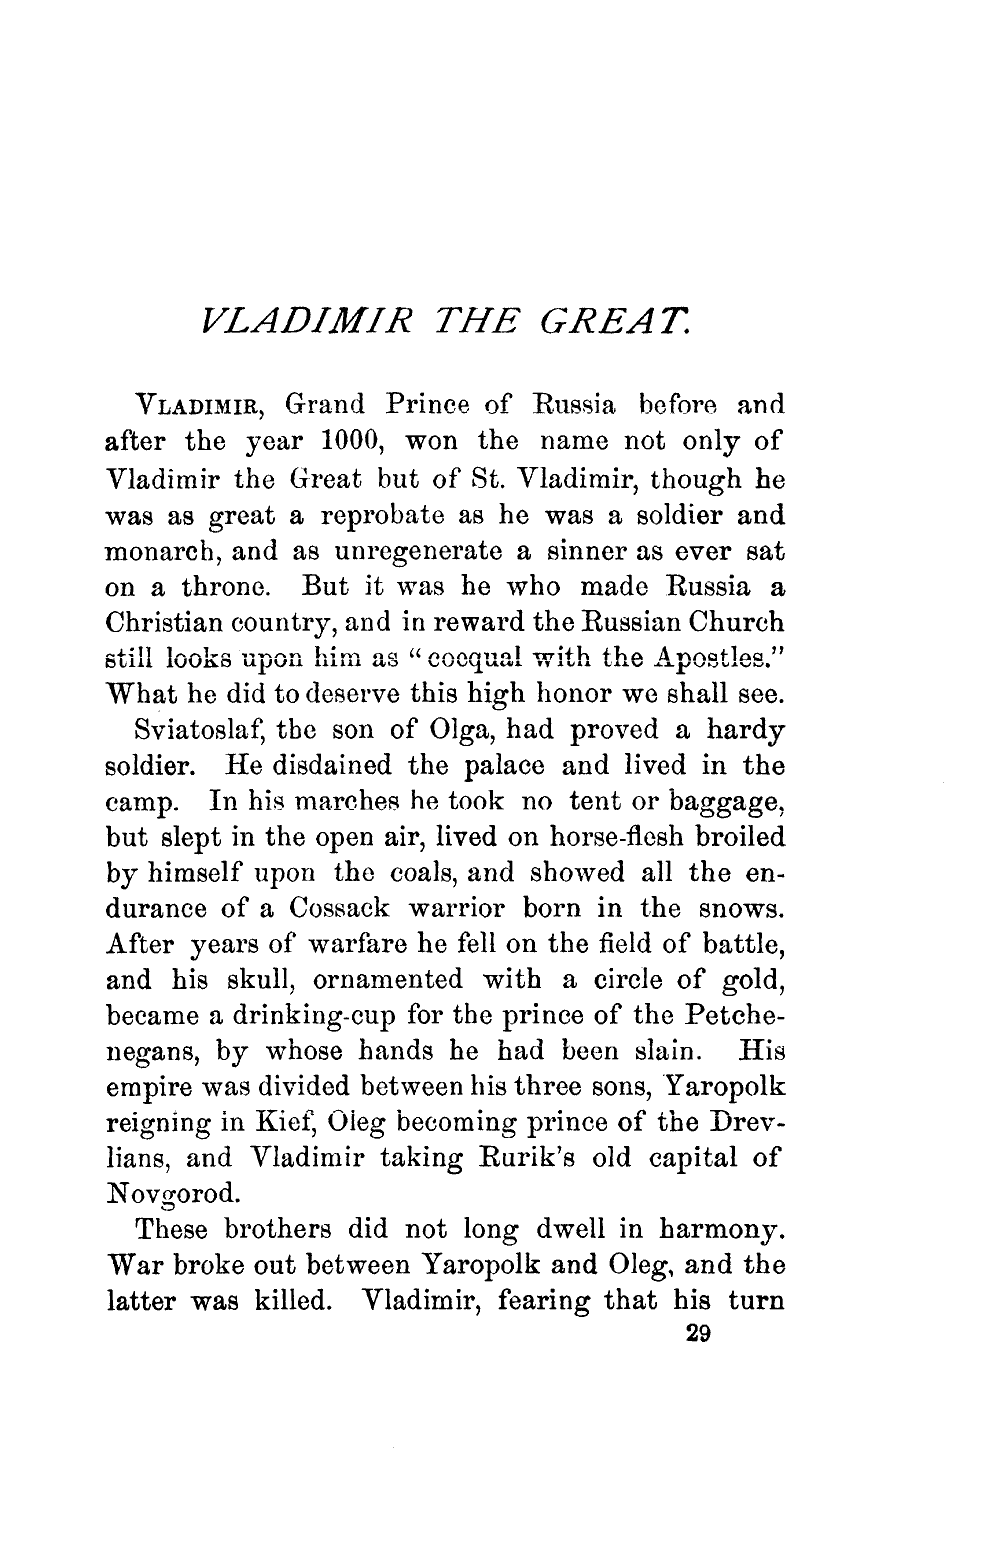 VLADIMIR THE GREAT.
VLADIMIR, Grand Prince of Russia before and
after the year 1000, won the name not only of
Vladimir the Great but of St. Vladimir, though he
was as great a reprobate as he was a soldier and
monarch, and as unregenerate a sinner as ever sat
on a throne. But it was he who made Russia a
Christian country, and in reward the Russian Church
still looks upon him as “coequal with the Apostles.”
What he did to deserve this high honor we shall see.
Sviatoslaf, the son of Olga, had proved a hardy
soldier. He disdained the palace and lived in the
camp. In his marches he took no tent or baggage,
but slept in the open air, lived on horse-flesh broiled
by himself upon the coals, and showed all the en-
durance of a Cossack warrior born in the snows.
After years of warfare he fell on the field of battle,
and his skull, ornamented with a circle of gold,
became a drinking-cup for the prince of the Petche-
negans, by whose hands he had been slain. His
empire was divided between his three sons, Yaropolk
reigning in Kief, Oleg becoming prince of the Drev-
lians, and Vladimir taking Rurik's old capital of
Novgorod.
These brothers did not long dwell in harmony.
War broke out between Yaropolk and Oleg, and the
latter was killed. Vladimir, fearing that his turn
29